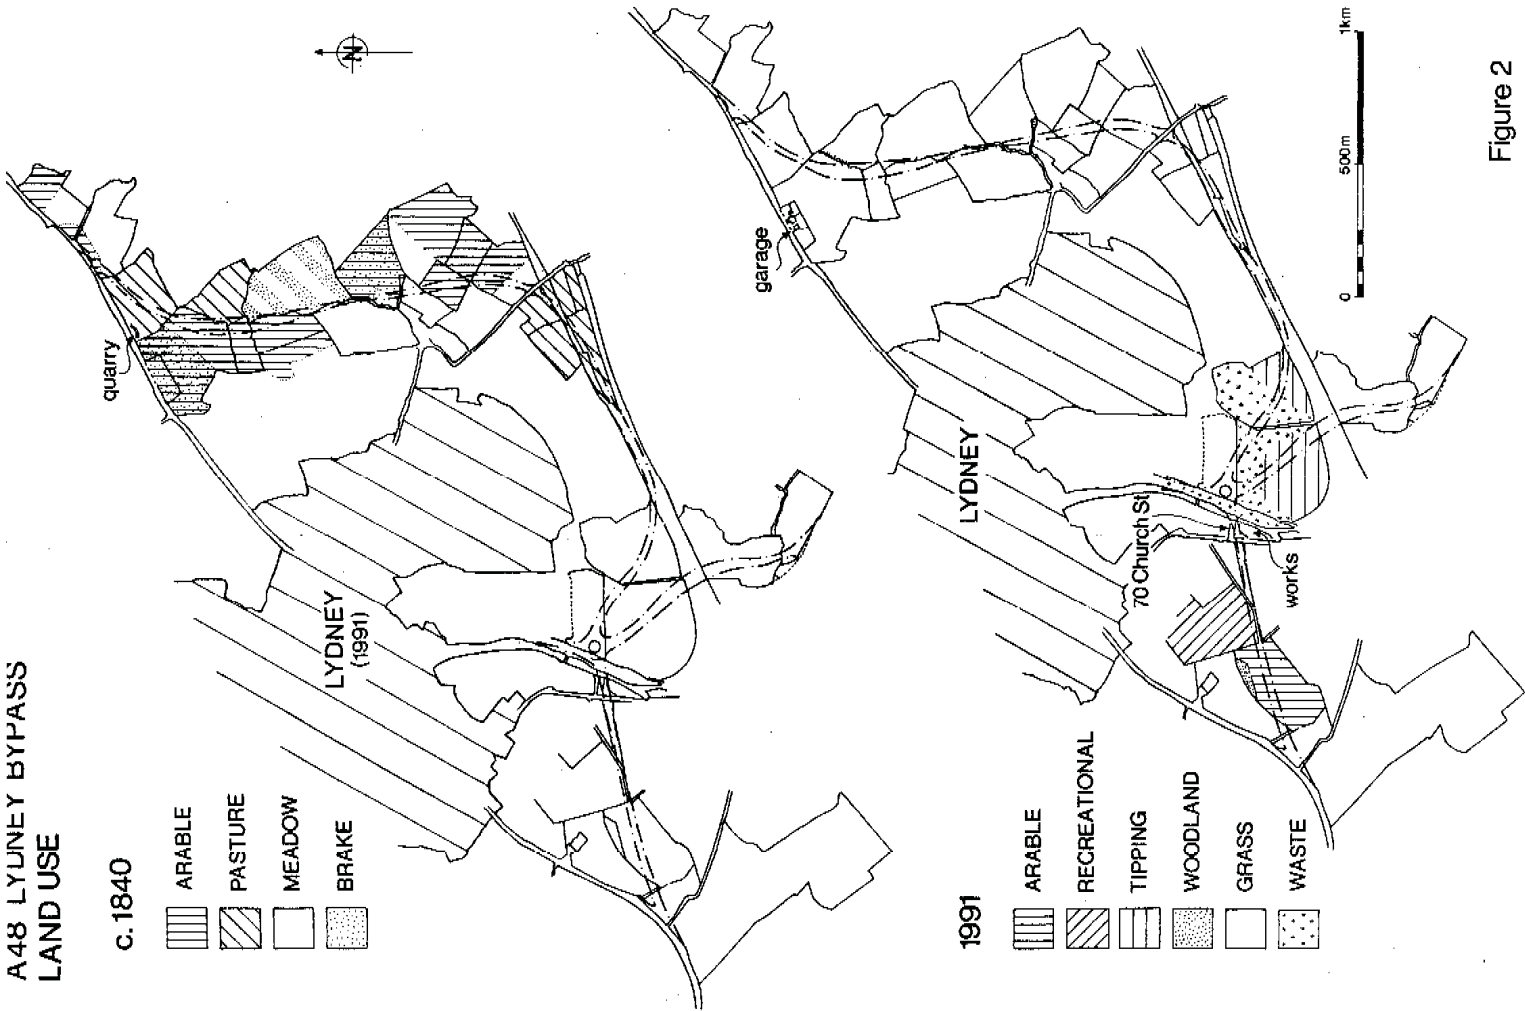 A48 LYDNEY BYPASS
LAND USE
c. 1840
ARABLE
PASTURE
MEADOW
BRAKE
quarry
LYDNEY
(1991)
N
1991
ARABLE
RECREATIONAL
TIPPING
WOODLAND
GRASS
WASTE
garage
LYDNEY
70 Church St
works
0
500m
1km
Figure 2